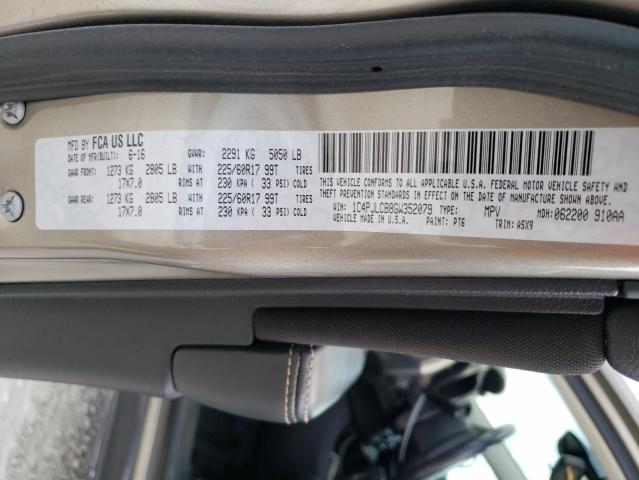 MFD BY FCA US LLC
DATE OF MFR(BUILT): 6-16 GVWR: 2291 KG 5050 LB
GAWR FRONT: 1273 KG 2805 LB WITH 225/60R17 99T TIRES
17X7.0 RIMS AT 230 KPA ( 33 PSI) COLD
GAWR REAR: 1273 KG 2805 LB WITH 225/60R17 99T TIRES
17X7.0 RIMS AT 230 KPA ( 33 PSI) COLD
THIS VEHICLE CONFORMS TO ALL APPLICABLE U.S.A. FEDERAL MOTOR VEHICLE SAFETY AND
THEFT PREVENTION STANDARDS IN EFFECT ON THE DATE OF MANUFACTURE SHOWN ABOVE.
VIN: 1C4PJLCB8GW352079 TYPE: MPV MDH: 062200 910AA
VEHICLE MADE IN U.S.A. PAINT: PT6 TRIM: A5X9